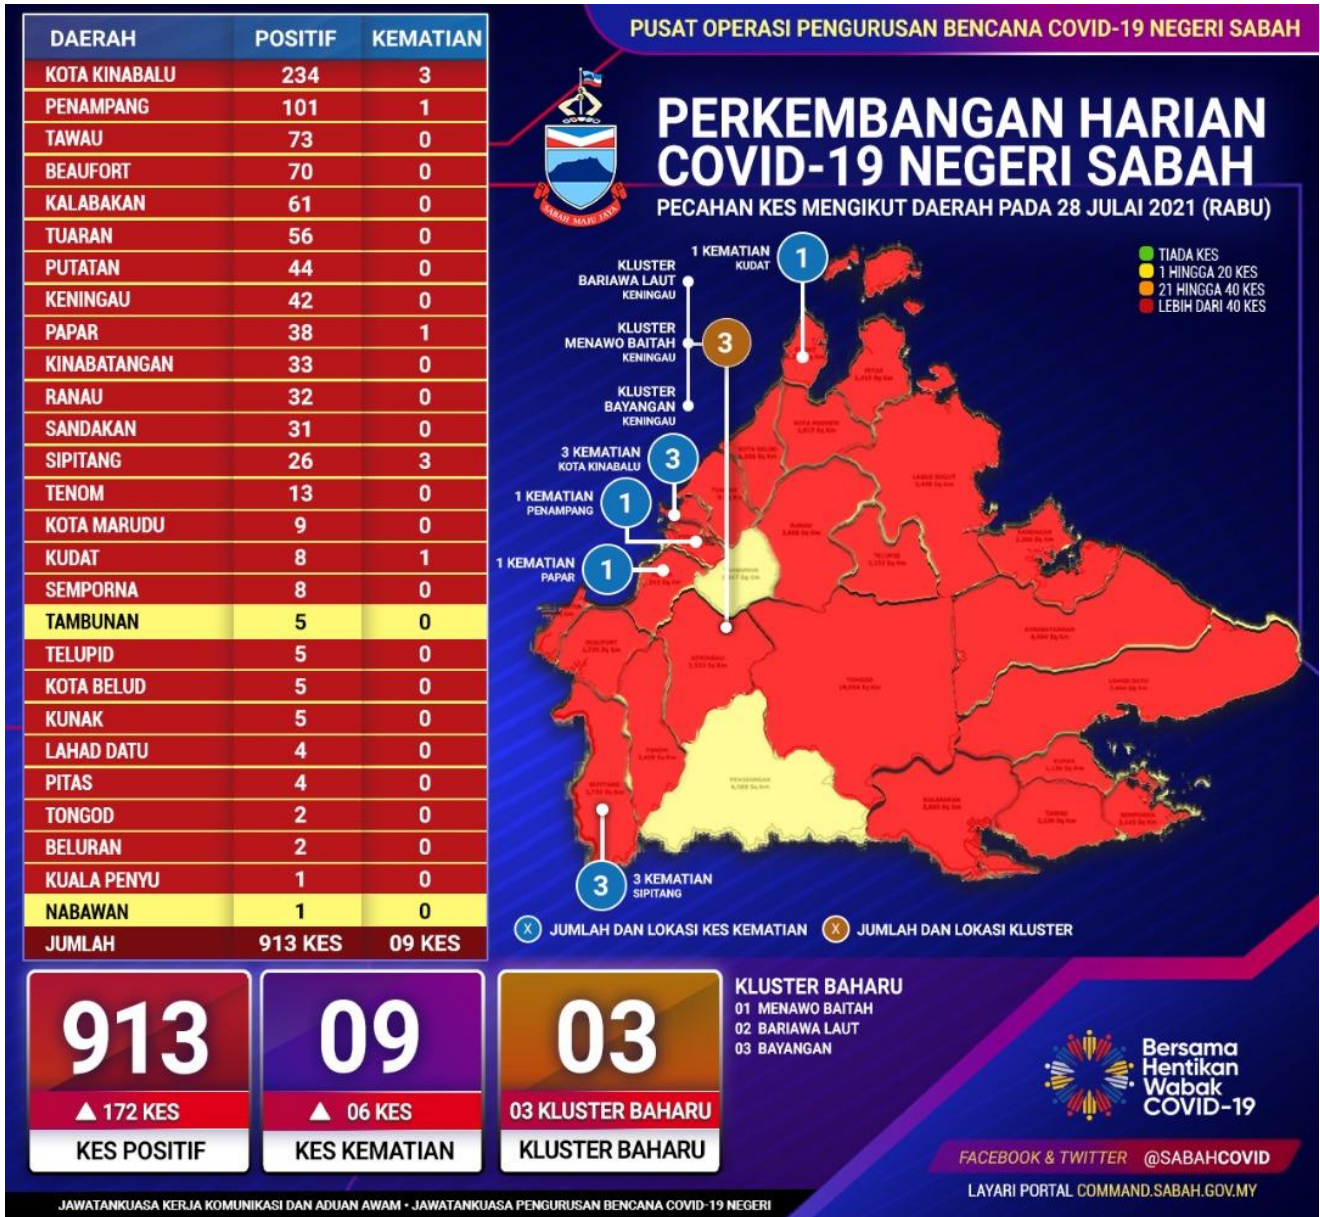 PUSAT OPERASI PENGURUSAN BENCANA COVID-19 NEGERI SABAH
DAERAH POSITIF KEMATIAN
KOTA KINABALU 234 3
PENAMPANG 101 1
TAWAU 73 0
BEAUFORT 70 0
KALABAKAN 61 0
TUARAN 56 0
PUTATAN 44 0
KENINGAU 42 0
PAPAR 38 1
KINABATANGAN 33 0
RANAU 32 0
SANDAKAN 31 0
SIPITANG 26 3
TENOM 13 0
KOTA MARUDU 9 0
KUDAT 8 1
SEMPORNA 8 0
TAMBUNAN 5 0
TELUPID 5 0
KOTA BELUD 5 0
KUNAK 5 0
LAHAD DATU 4 0
PITAS 4 0
TONGOD 2 0
BELURAN 2 0
KUALA PENYU 1 0
NABAWAN 1 0
JUMLAH 913 KES 09 KES
SABAH MAJU JAYA
PERKEMBANGAN HARIAN
COVID-19 NEGERI SABAH
PECAHAN KES MENGIKUT DAERAH PADA 28 JULAI 2021 (RABU)
TIADA KES
1 HINGGA 20 KES
21 HINGGA 40 KES
LEBIH DARI 40 KES
1 KEMATIAN
KUDAT
1
KLUSTER
BARIAWA LAUT
KENINGAU
KLUSTER
MENAWO BAITAH
KENINGAU
3
KLUSTER
BAYANGAN
KENINGAU
3 KEMATIAN
KOTA KINABALU
3
1 KEMATIAN
PENAMPANG
1
1 KEMATIAN
PAPAR
1
3
3 KEMATIAN
SIPITANG
X JUMLAH DAN LOKASI KES KEMATIAN
X JUMLAH DAN LOKASI KLUSTER
913
▲ 172 KES
KES POSITIF
09
▲ 06 KES
KES KEMATIAN
03
03 KLUSTER BAHARU
KLUSTER BAHARU
KLUSTER BAHARU
01 MENAWO BAITAH
02 BARIAWA LAUT
03 BAYANGAN
Bersama
Hentikan
Wabak
COVID-19
FACEBOOK & TWITTER @SABAHCOVID
LAYARI PORTAL COMMAND.SABAH.GOV.MY
JAWATANKUASA KERJA KOMUNIKASI DAN ADUAN AWAM • JAWATANKUASA PENGURUSAN BENCANA COVID-19 NEGERI